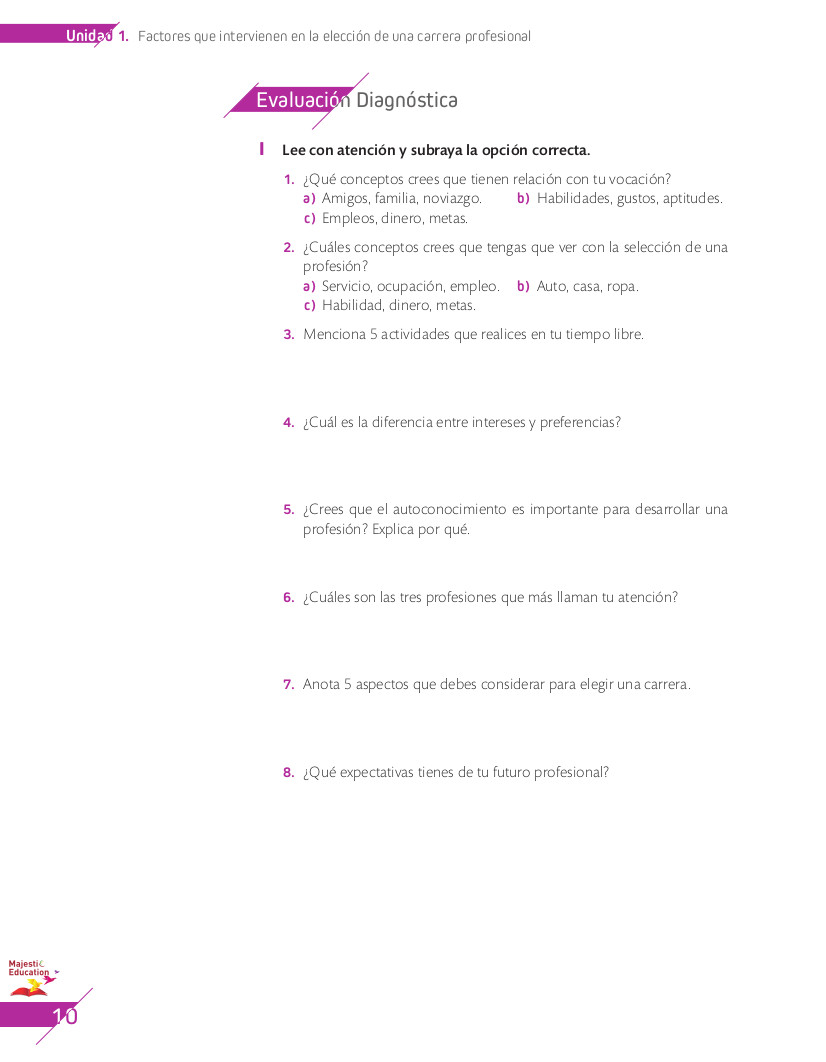 Unidad 1. Factores que intervienen en la elección de una carrera profesional
Evaluación Diagnóstica
I Lee con atención y subraya la opción correcta.
1. ¿Qué conceptos crees que tienen relación con tu vocación?
a) Amigos, familia, noviazgo. b) Habilidades, gustos, aptitudes.
c) Empleos, dinero, metas.
2. ¿Cuáles conceptos crees que tengas que ver con la selección de una
profesión?
a) Servicio, ocupación, empleo. b) Auto, casa, ropa.
c) Habilidad, dinero, metas.
3. Menciona 5 actividades que realices en tu tiempo libre.
4. ¿Cuál es la diferencia entre intereses y preferencias?
5. ¿Crees que el autoconocimiento es importante para desarrollar una
profesión? Explica por qué.
6. ¿Cuáles son las tres profesiones que más llaman tu atención?
7. Anota 5 aspectos que debes considerar para elegir una carrera.
8. ¿Qué expectativas tienes de tu futuro profesional?
Majestic
Education
10